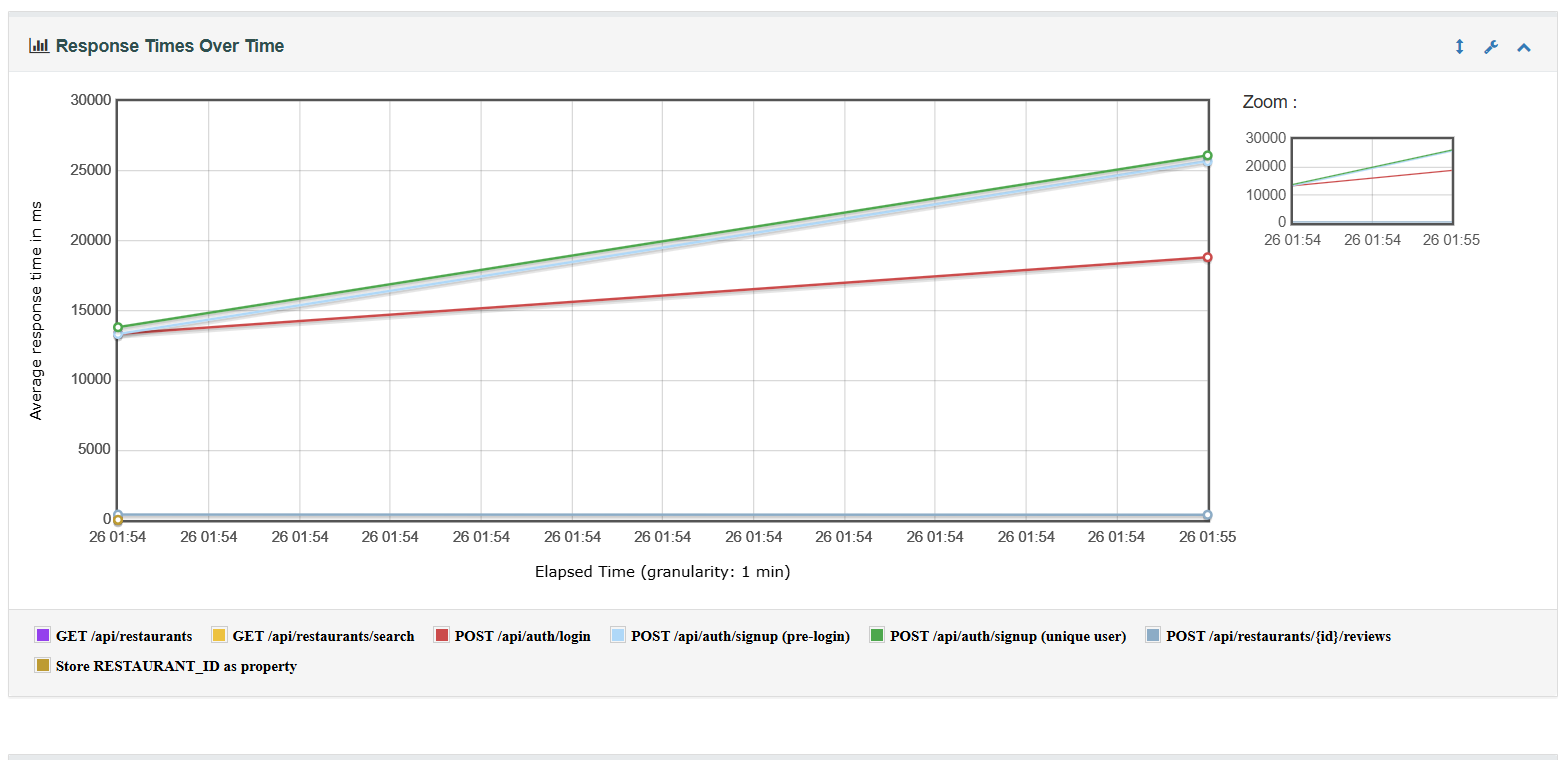 Response Times Over Time
30000
25000
20000
15000
10000
5000
0
Average response time in ms
26 01:54 26 01:54 26 01:54 26 01:54 26 01:54 26 01:54 26 01:54 26 01:54 26 01:54 26 01:54 26 01:54 26 01:54 26 01:55
Elapsed Time (granularity: 1 min)
Zoom :
30000
20000
10000
0
26 01:54 26 01:54 26 01:55
GET /api/restaurants GET /api/restaurants/search POST /api/auth/login POST /api/auth/signup (pre-login) POST /api/auth/signup (unique user) POST /api/restaurants/{id}/reviews
Store RESTAURANT_ID as property